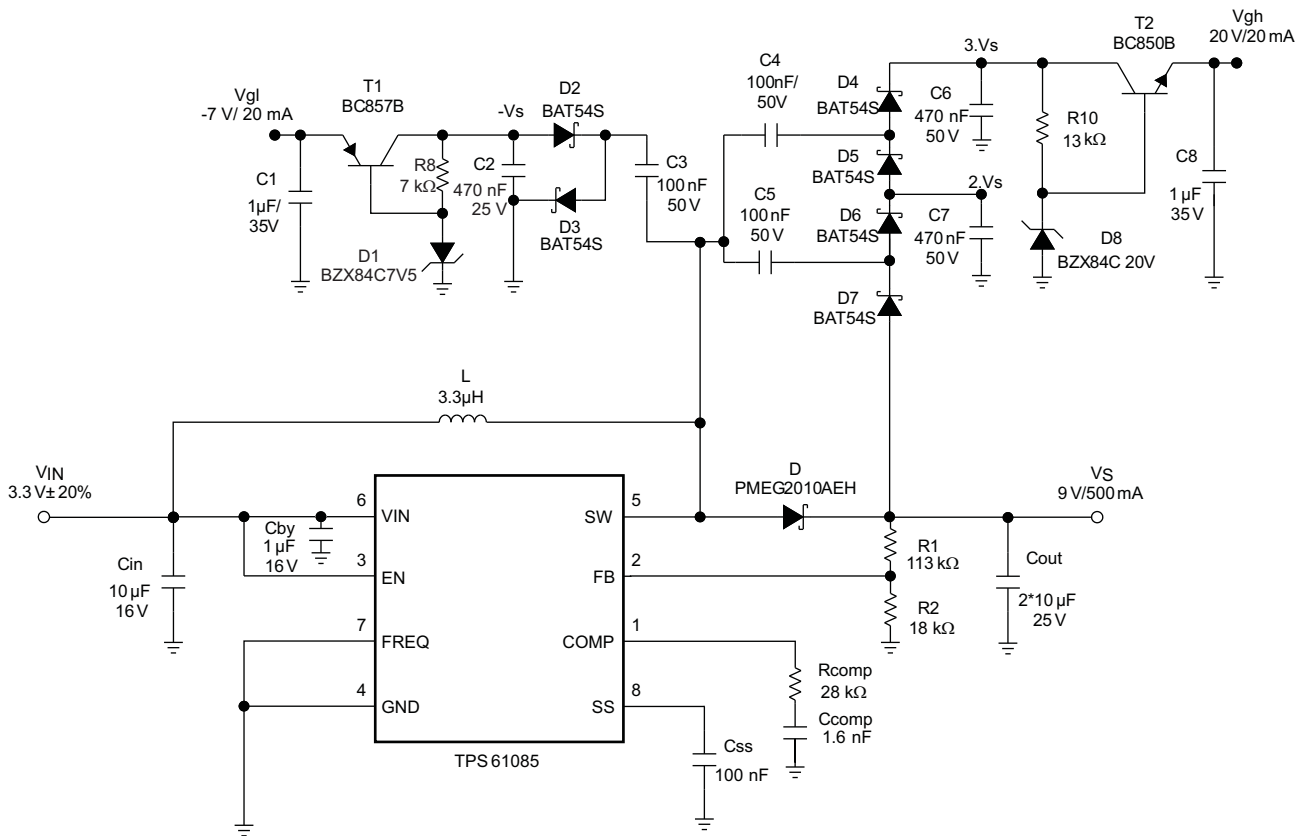 T2
BC850B
Vgh
20 V/20 mA
3.Vs
C4
100nF/
50V
D4
BAT54S
C6
470 nF
50 V
R10
13 kΩ
C8
1 µF
35 V
Vgl
-7 V/ 20 mA
T1
BC857B
-Vs
D2
BAT54S
C1
1µF/
35V
R8
7 kΩ
C2
470 nF
25 V
C3
100 nF
50 V
D3
BAT54S
D1
BZX84C7V5
D5
BAT54S
C5
100 nF
50 V
D6
BAT54S
2.Vs
C7
470 nF
50 V
D8
BZX84C 20V
D7
BAT54S
L
3.3µH
VIN
3.3 V± 20%
D
PMEG2010AEH
VS
9 V/500 mA
Cin
10 µF
16 V
Cby
1 µF
16 V
6
VIN
3
EN
7
FREQ
4
GND
5
SW
2
FB
1
COMP
8
SS
TPS 61085
R1
113 kΩ
R2
18 kΩ
Cout
2*10 µF
25 V
Rcomp
28 kΩ
Ccomp
1.6 nF
Css
100 nF